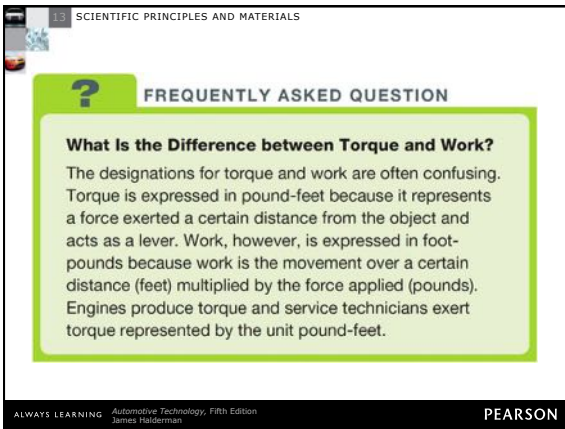 13 SCIENTIFIC PRINCIPLES AND MATERIALS
? FREQUENTLY ASKED QUESTION
What Is the Difference between Torque and Work?
The designations for torque and work are often confusing.
Torque is expressed in pound-feet because it represents
a force exerted a certain distance from the object and
acts as a lever. Work, however, is expressed in foot-
pounds because work is the movement over a certain
distance (feet) multiplied by the force applied (pounds).
Engines produce torque and service technicians exert
torque represented by the unit pound-feet.
ALWAYS LEARNING Automotive Technology, Fifth Edition
James Halderman
PEARSON